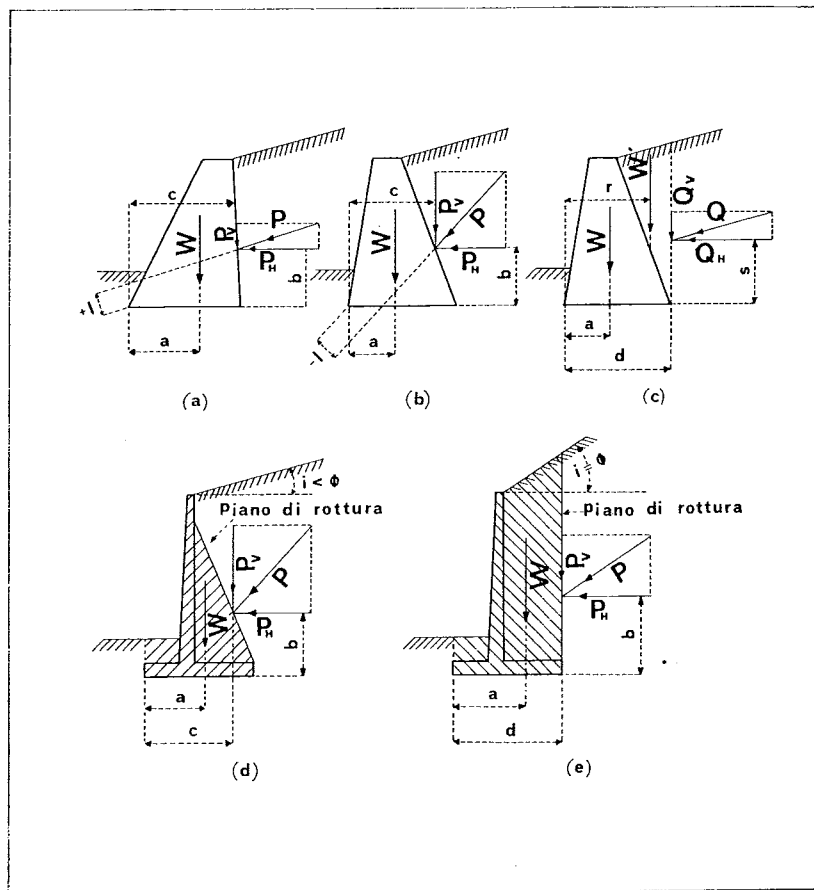 c
W
P
Pv
PH
b
+l
a
(a)
c
W
Pv
P
PH
b
-l
a
(b)
r
W'
Qv
W
Q
QH
s
a
d
(c)
i < Φ
Piano di rottura
Pv
P
W
PH
b
a
c
(d)
i = Φ
Piano di rottura
W
Pv
P
PH
b
a
d
(e)